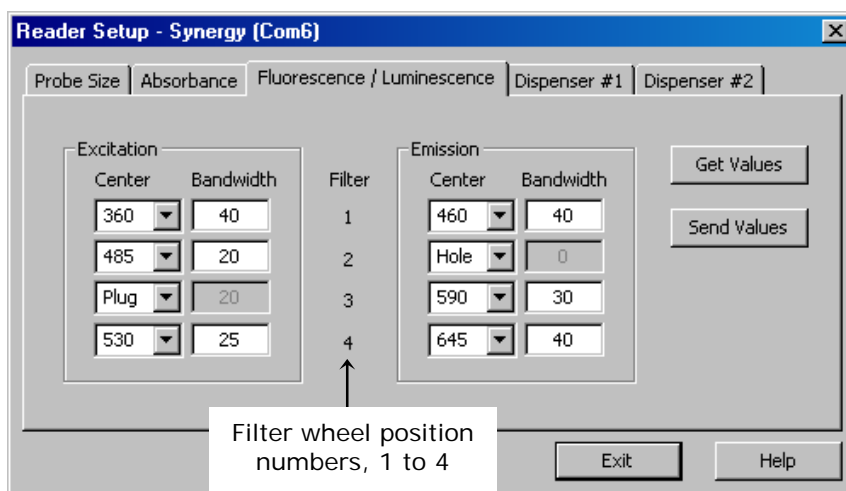 Reader Setup - Synergy (Com6)
Probe Size Absorbance Fluorescence / Luminescence Dispenser #1 Dispenser #2
Excitation Emission
Center Bandwidth Filter Center Bandwidth Get Values
360 40 1 460 40
Send Values
485 20 2 Hole 0
Plug 20 3 590 30
530 25 4 645 40
Filter wheel position
numbers, 1 to 4
Exit Help